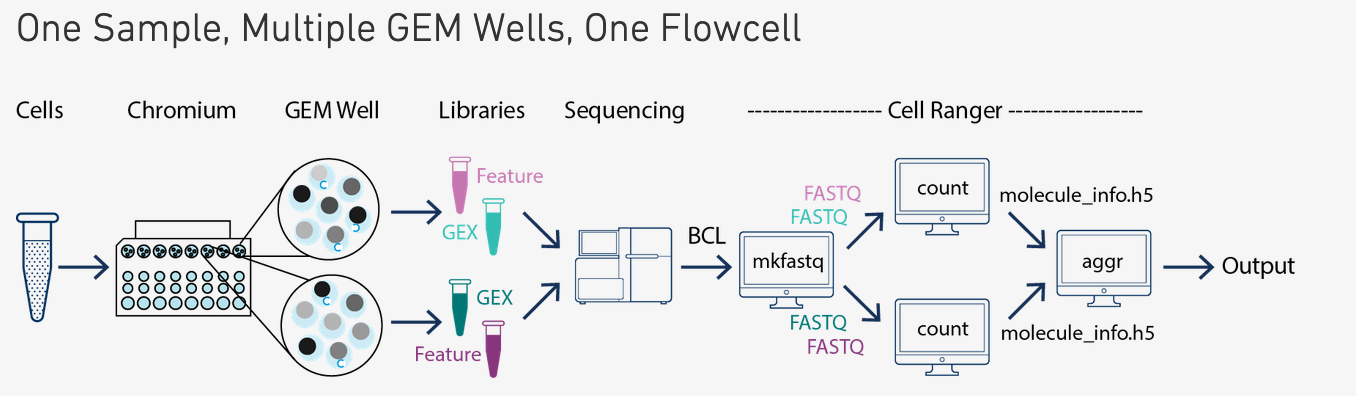 One Sample, Multiple GEM Wells, One Flowcell
Cells
Chromium
GEM Well
Libraries
Sequencing
----------------- Cell Ranger -----------------
Feature
GEX
GEX
Feature
BCL
mkfastq
FASTQ
FASTQ
FASTQ
FASTQ
count
count
molecule_info.h5
molecule_info.h5
aggr
Output